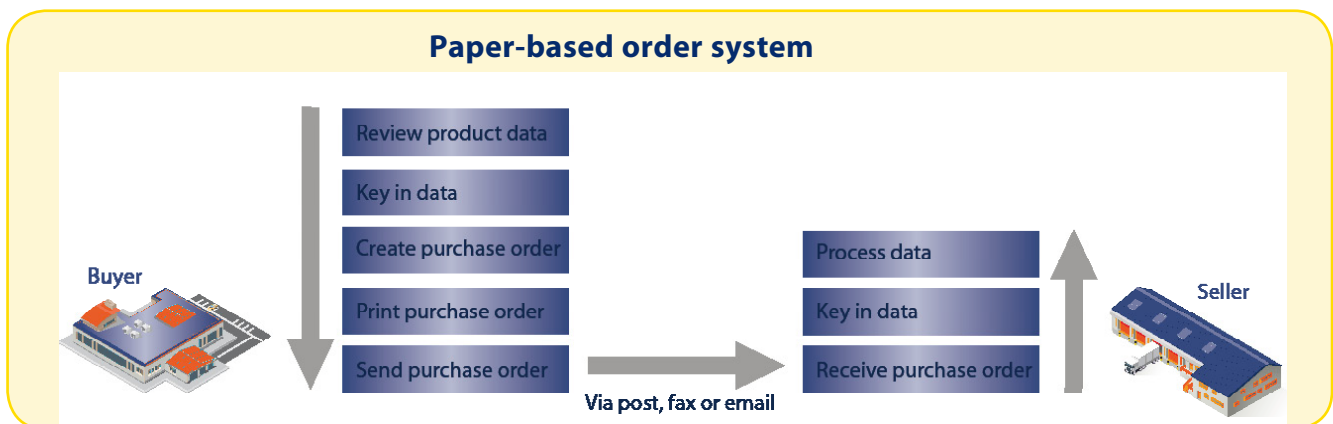 Paper-based order system
Buyer
Review product data
Key in data
Create purchase order
Print purchase order
Send purchase order
Via post, fax or email
Process data
Key in data
Receive purchase order
Seller